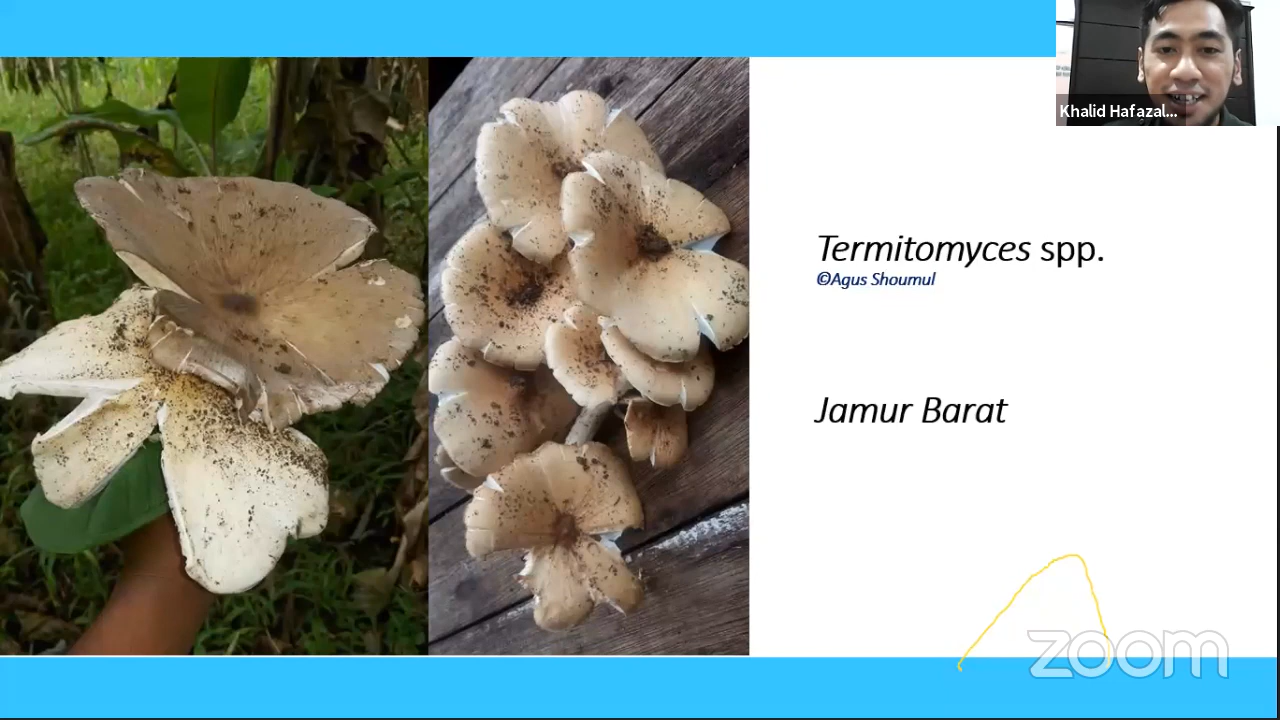 Khalid Hafazal...
Termitomyces spp.
©Agus Shoumul
Jamur Barat
zoom